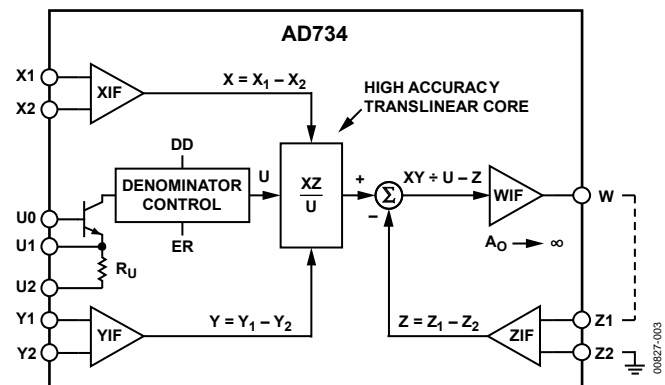 AD734
X1
X2
XIF
X = X1 – X2
HIGH ACCURACY
TRANSLINEAR CORE
DD
DENOMINATOR
CONTROL
ER
U
XZ
U
+
Σ
–
XY ÷ U – Z
WIF
AO → ∞
W
U0
U1
U2
RU
Y1
Y2
YIF
Y = Y1 – Y2
Z = Z1 – Z2
ZIF
Z1
Z2
00827-003